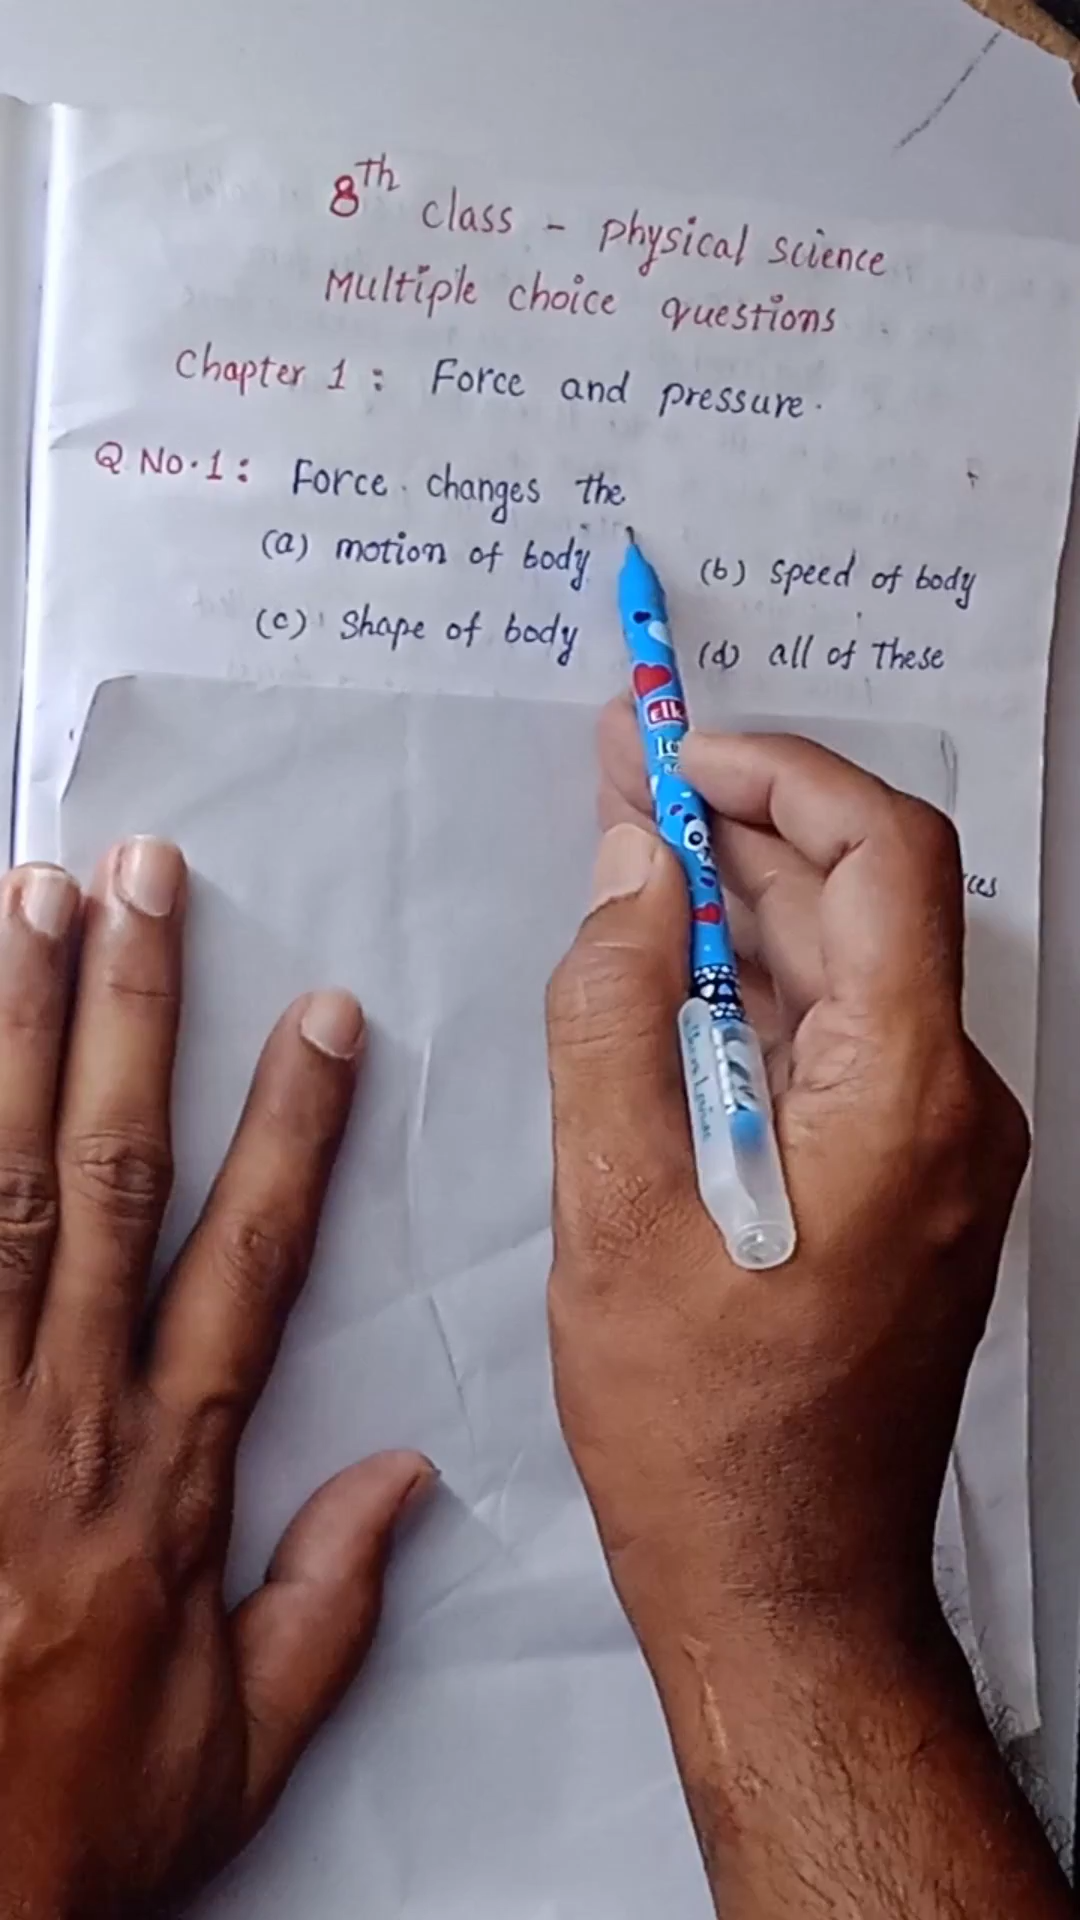 8Th class - physical science
Multiple choice questions
Chapter 1 : Force and pressure.
Q No.1 : Force changes the
(a) motion of body (b) speed of body
(c) Shape of body (d) all of These